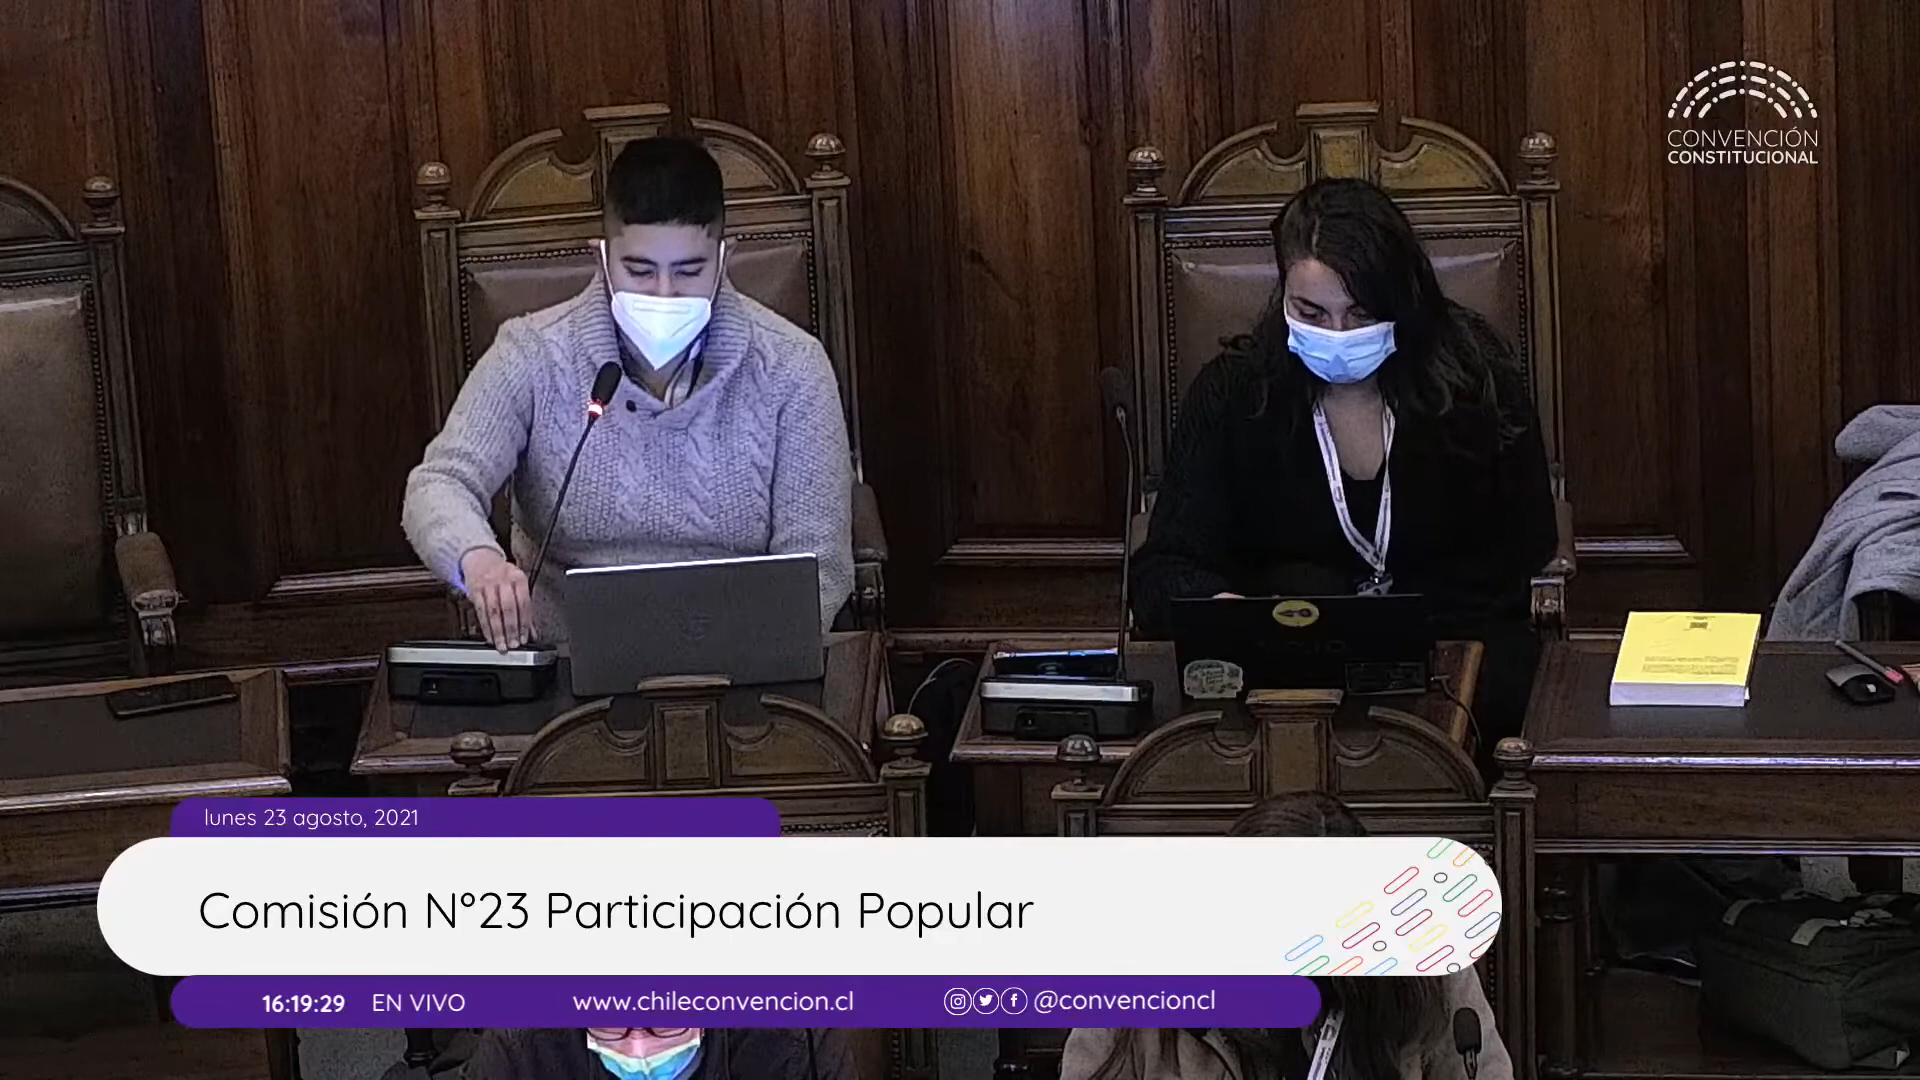 CONVENCIÓN
CONSTITUCIONAL
lunes 23 agosto, 2021
Comisión N°23 Participación Popular
16:19:29 EN VIVO www.chileconvencion.cl @convencioncl